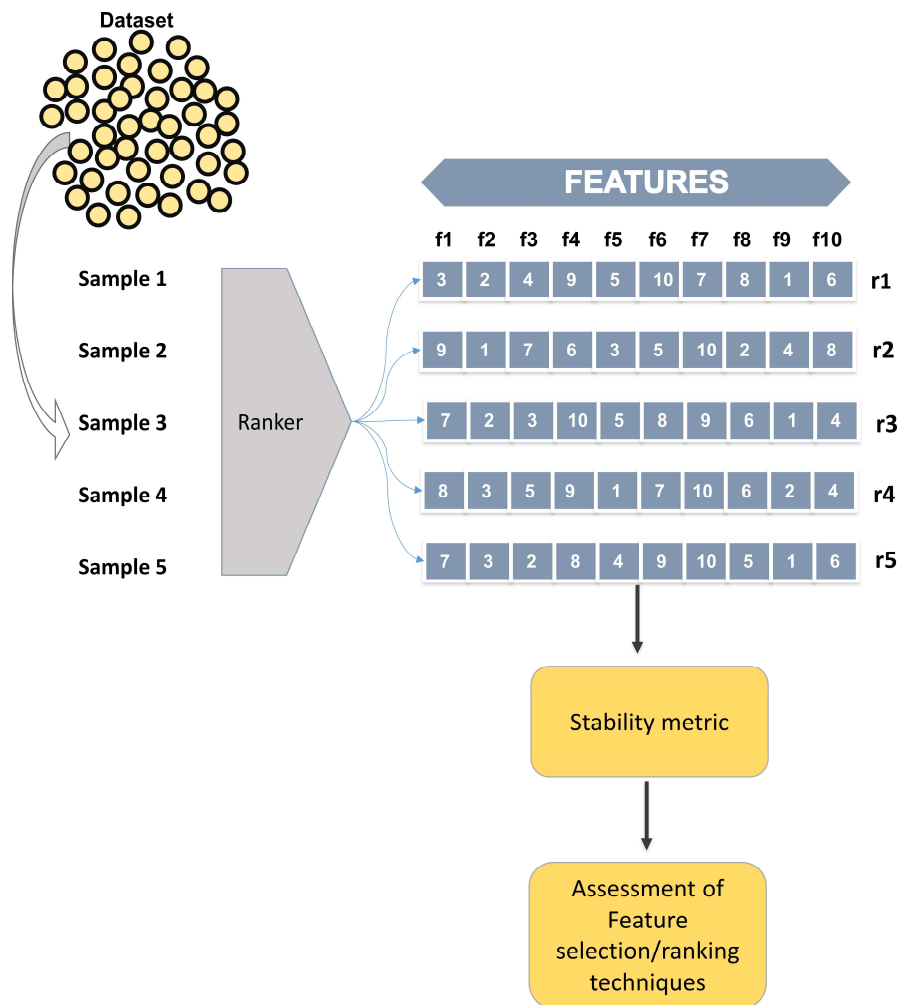 Dataset
FEATURES
f1 f2 f3 f4 f5 f6 f7 f8 f9 f10
Sample 1
3 2 4 9 5 10 7 8 1 6
r1
Sample 2
9 1 7 6 3 5 10 2 4 8
r2
Sample 3
Ranker
7 2 3 10 5 8 9 6 1 4
r3
Sample 4
8 3 5 9 1 7 10 6 2 4
r4
Sample 5
7 3 2 8 4 9 10 5 1 6
r5
Stability metric
Assessment of
Feature
selection/ranking
techniques